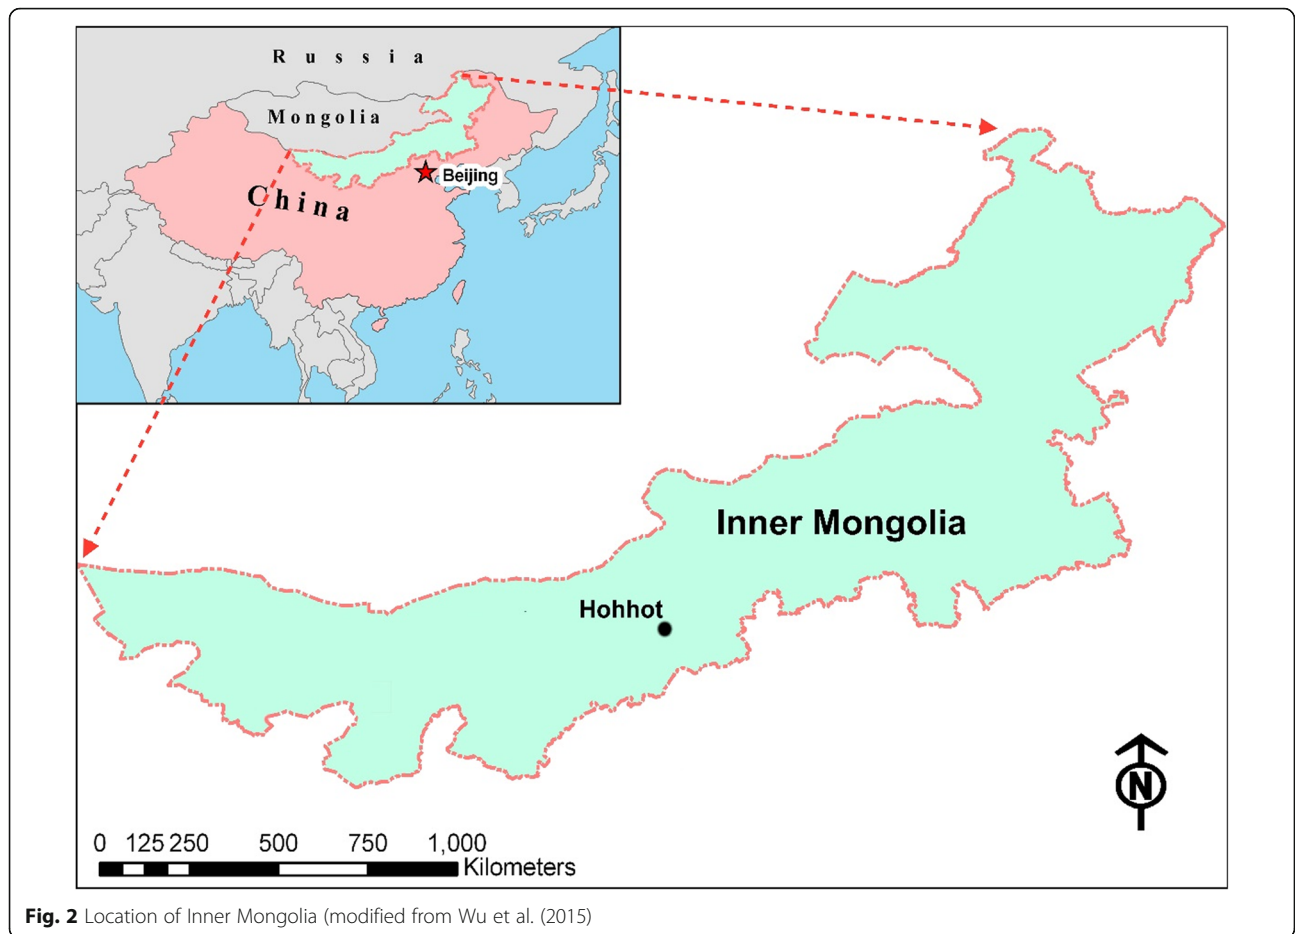 Russia
Mongolia
Beijing
China
Inner Mongolia
Hohhot
N
0 125 250 500 750 1,000
Kilometers
Fig. 2 Location of Inner Mongolia (modified from Wu et al. (2015)